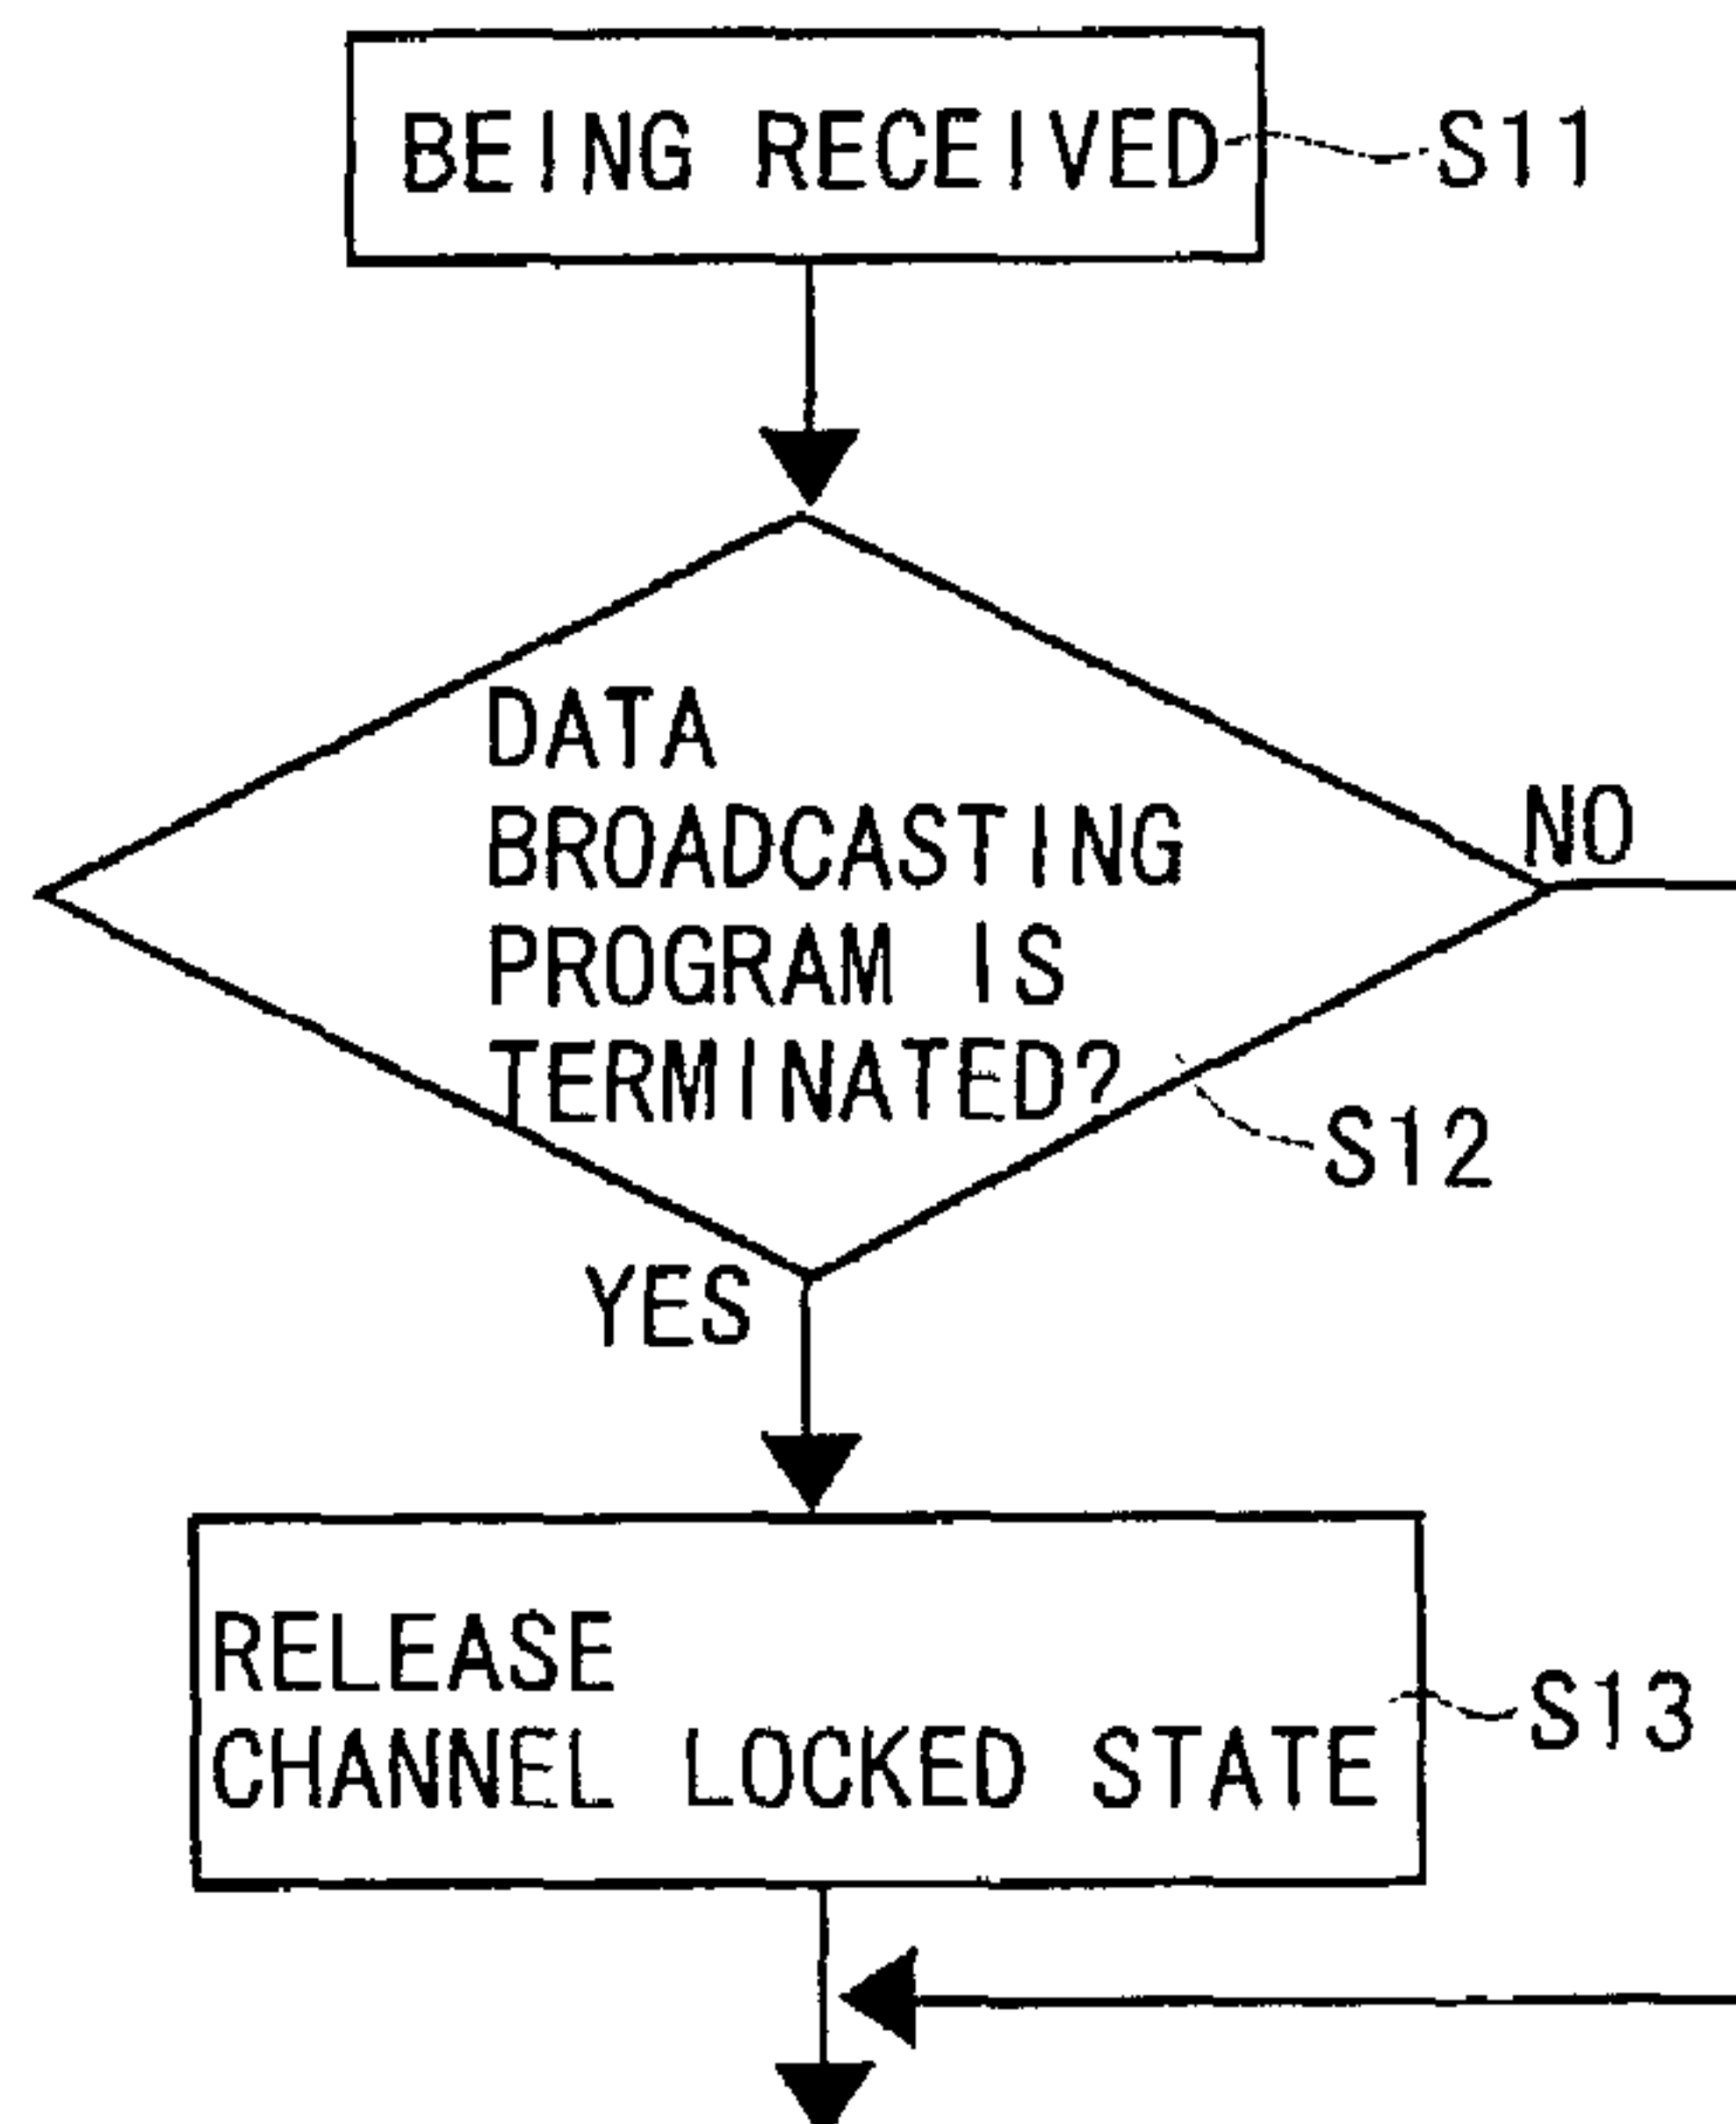 BEING RECEIVED
S11
DATA
BROADCASTING
PROGRAM IS
TERMINATED?
NO
S12
YES
RELEASE
CHANNEL LOCKED STATE
S13